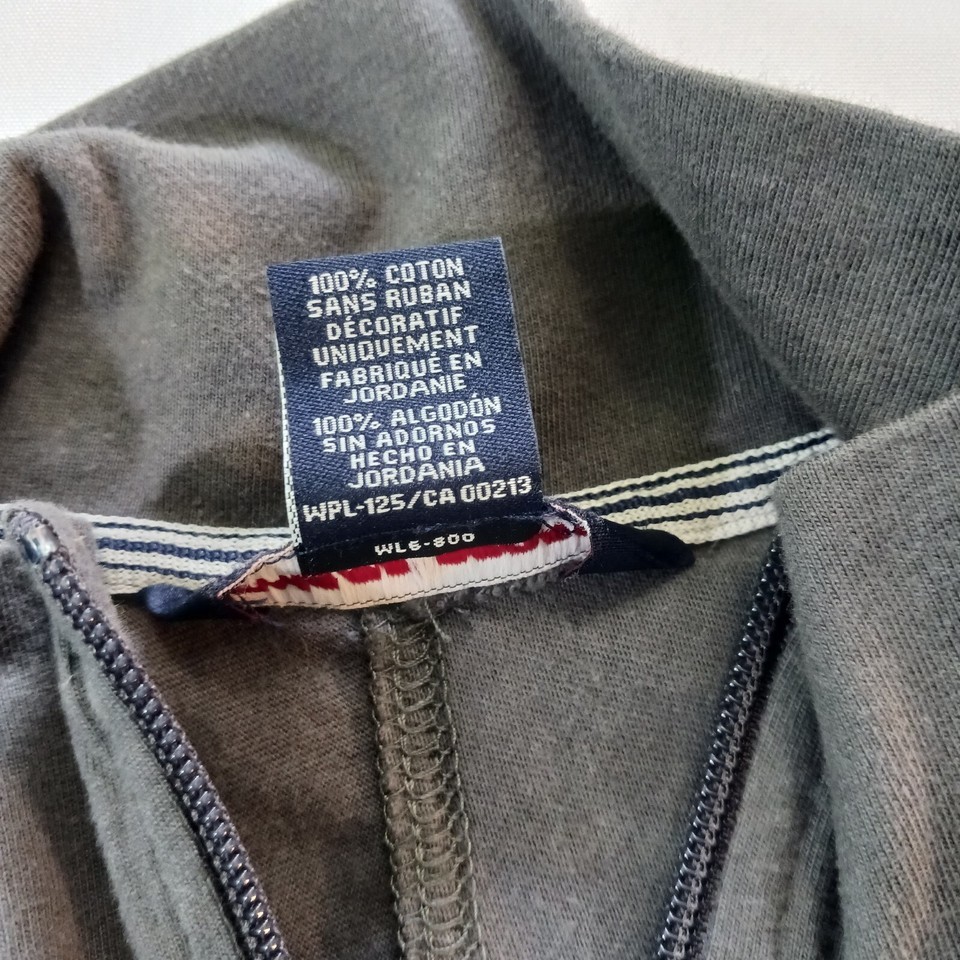 100% COTON
SANS RUBAN
DÉCORATIF
UNIQUEMENT
FABRIQUÉ EN
JORDANIE
100% ALGODÓN
SIN ADORNOS
HECHO EN
JORDANIA
WPL-125/CA 00213
WL6-800